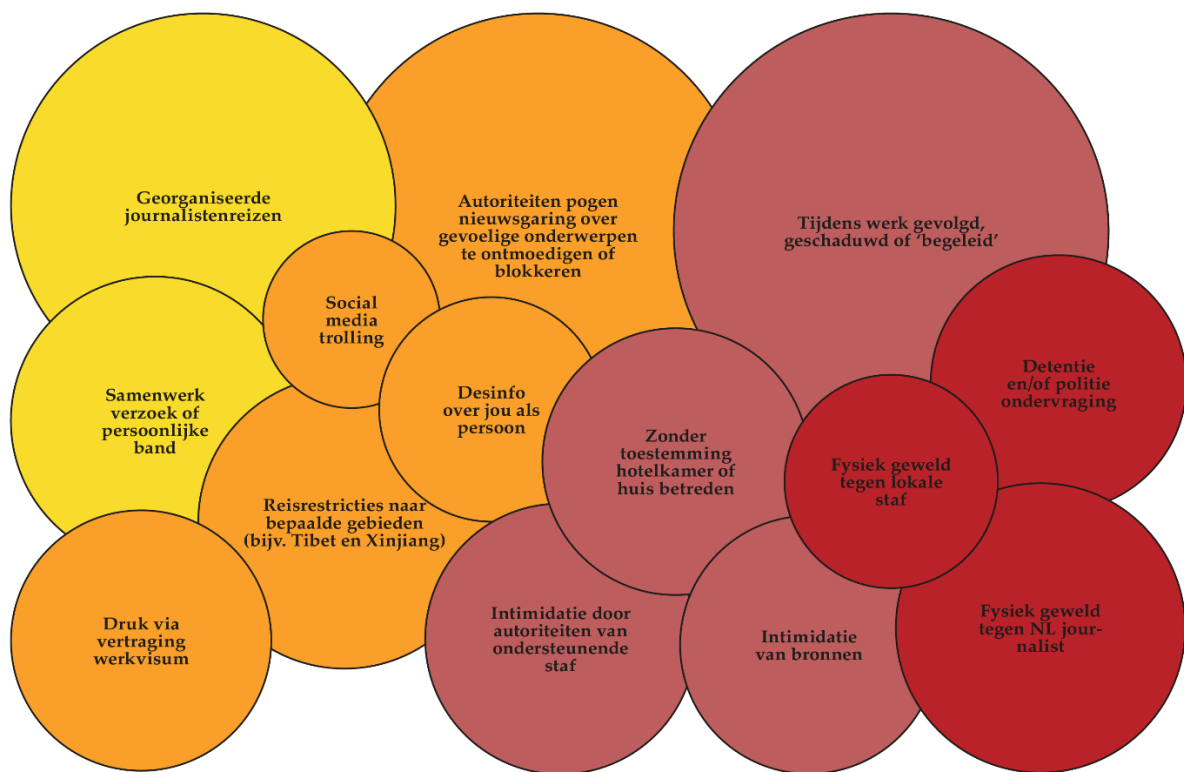 Georganiseerde
journalistenreizen
Autoriteiten pogen
nieuwsgaring over
gevoelige onderwerpen
te ontmoedigen of
blokkeren
Tijdens werk gevolgd,
geschaduwd of ‘begeleid’
Social
media
trolling
Samenwerk
verzoek of
persoonlijke
band
Desinfo
over jou als
persoon
Detentie
en/of politie
ondervraging
Zonder
toestemming
hotelkamer of
huis betreden
Fysiek geweld
tegen lokale
staf
Reisrestricties naar
bepaalde gebieden
(bijv. Tibet en Xinjiang)
Druk via
vertraging
werkvisum
Intimidatie door
autoriteiten van
ondersteunende
staf
Intimidatie
van bronnen
Fysiek geweld
tegen NL jour-
nalist